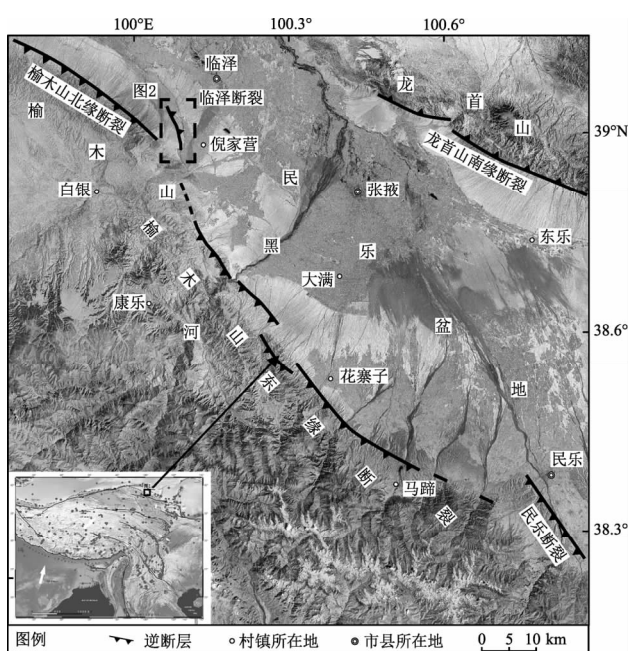 100°E
100.3°
100.6°
临泽
图2
临泽断裂
榆木山北缘断裂
龙首山
39°N
倪家营
龙首山南缘断裂
榆木山
民乐盆地
白银
张掖
黑河
东乐
榆木山东缘断裂
大满
康乐
38.6°
花寨子
民乐
马蹄
民乐断裂
38.3°
图例
逆断层
村镇所在地
市县所在地
0 5 10 km